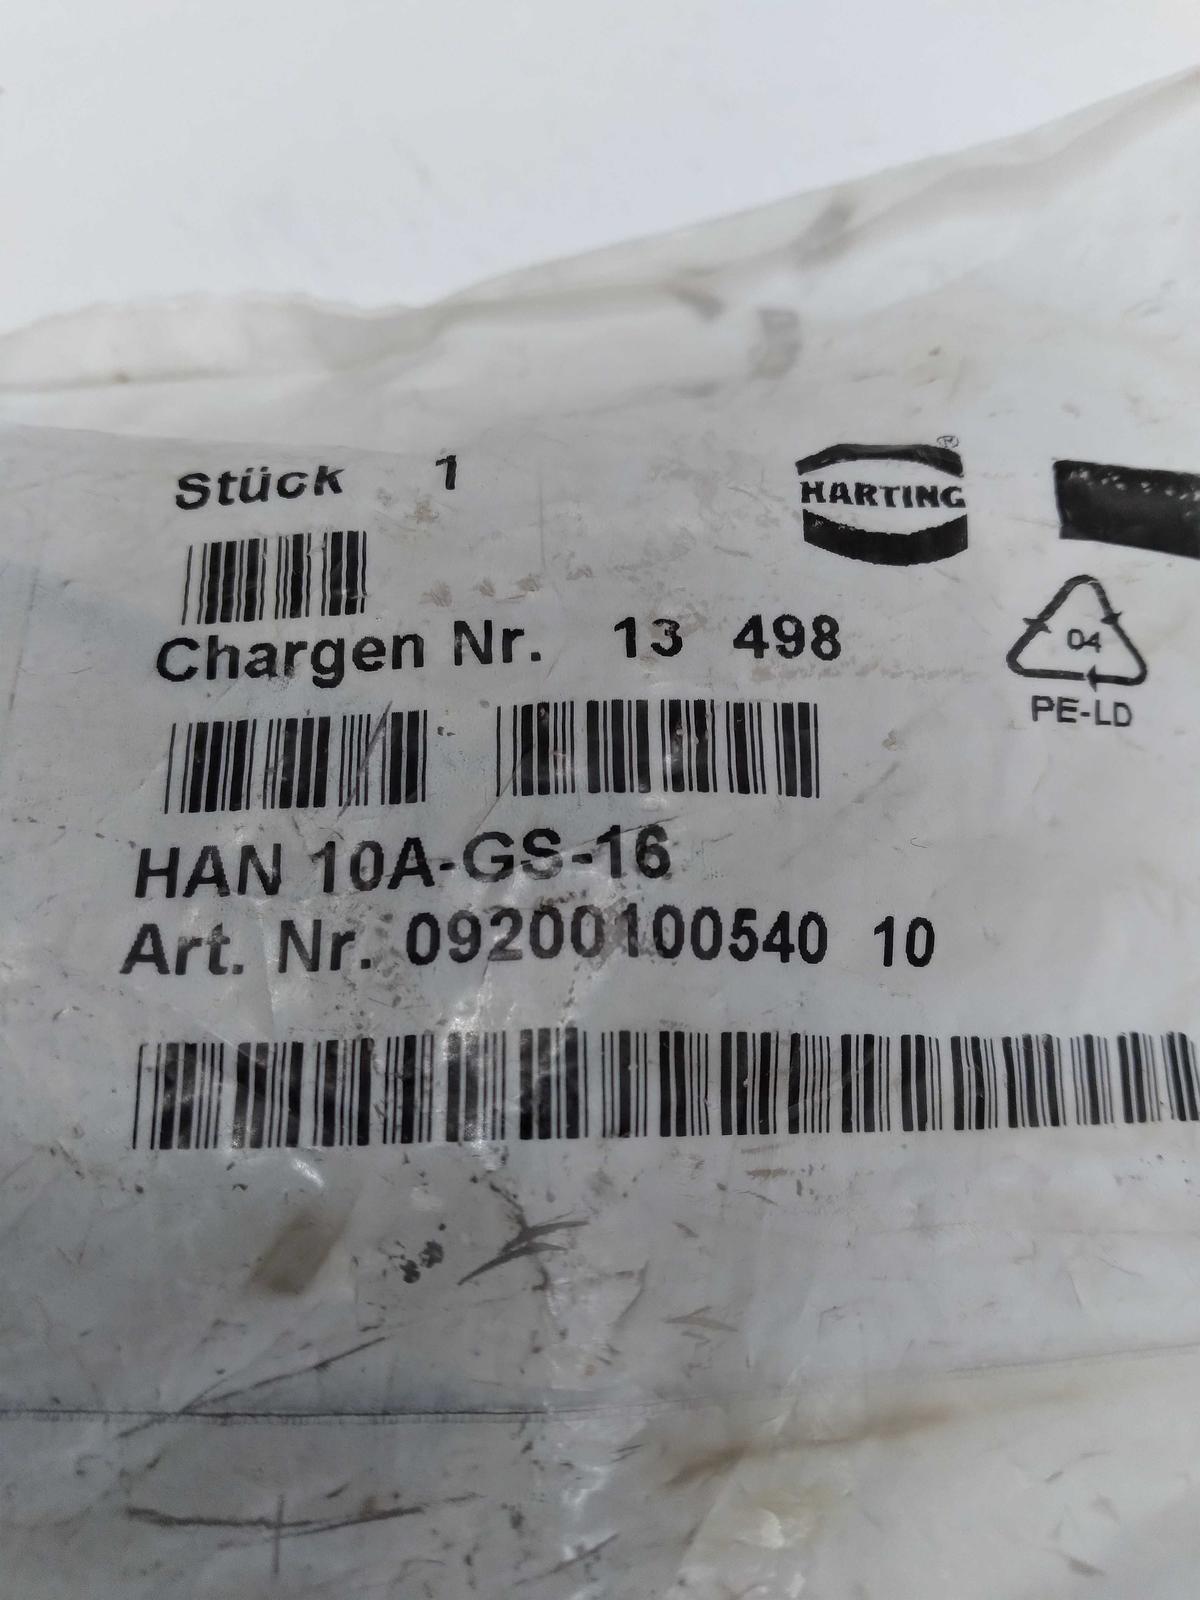 Stück 1
HARTING®
Chargen Nr. 13 498
04
PE-LD
HAN 10A-GS-16
Art. Nr. 09200100540 10